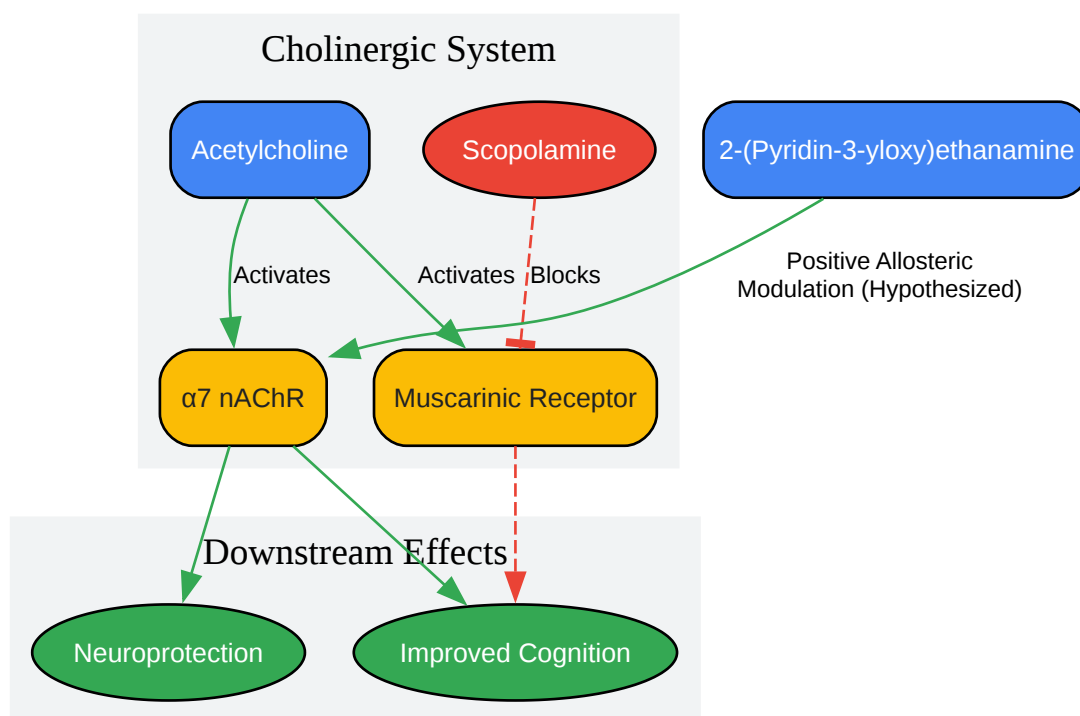 Cholinergic System
Acetylcholine
Scopolamine
2-(Pyridin-3-yloxy)ethanamine
Activates
Activates
Blocks
Positive Allosteric
Modulation (Hypothesized)
α7 nAChR
Muscarinic Receptor
Downstream Effects
Neuroprotection
Improved Cognition